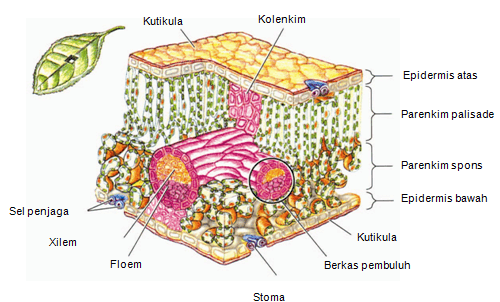 Kutikula
Kolenkim
Epidermis atas
Parenkim palisade
Parenkim spons
Epidermis bawah
Sel penjaga
Xilem
Kutikula
Floem
Berkas pembuluh
Stoma